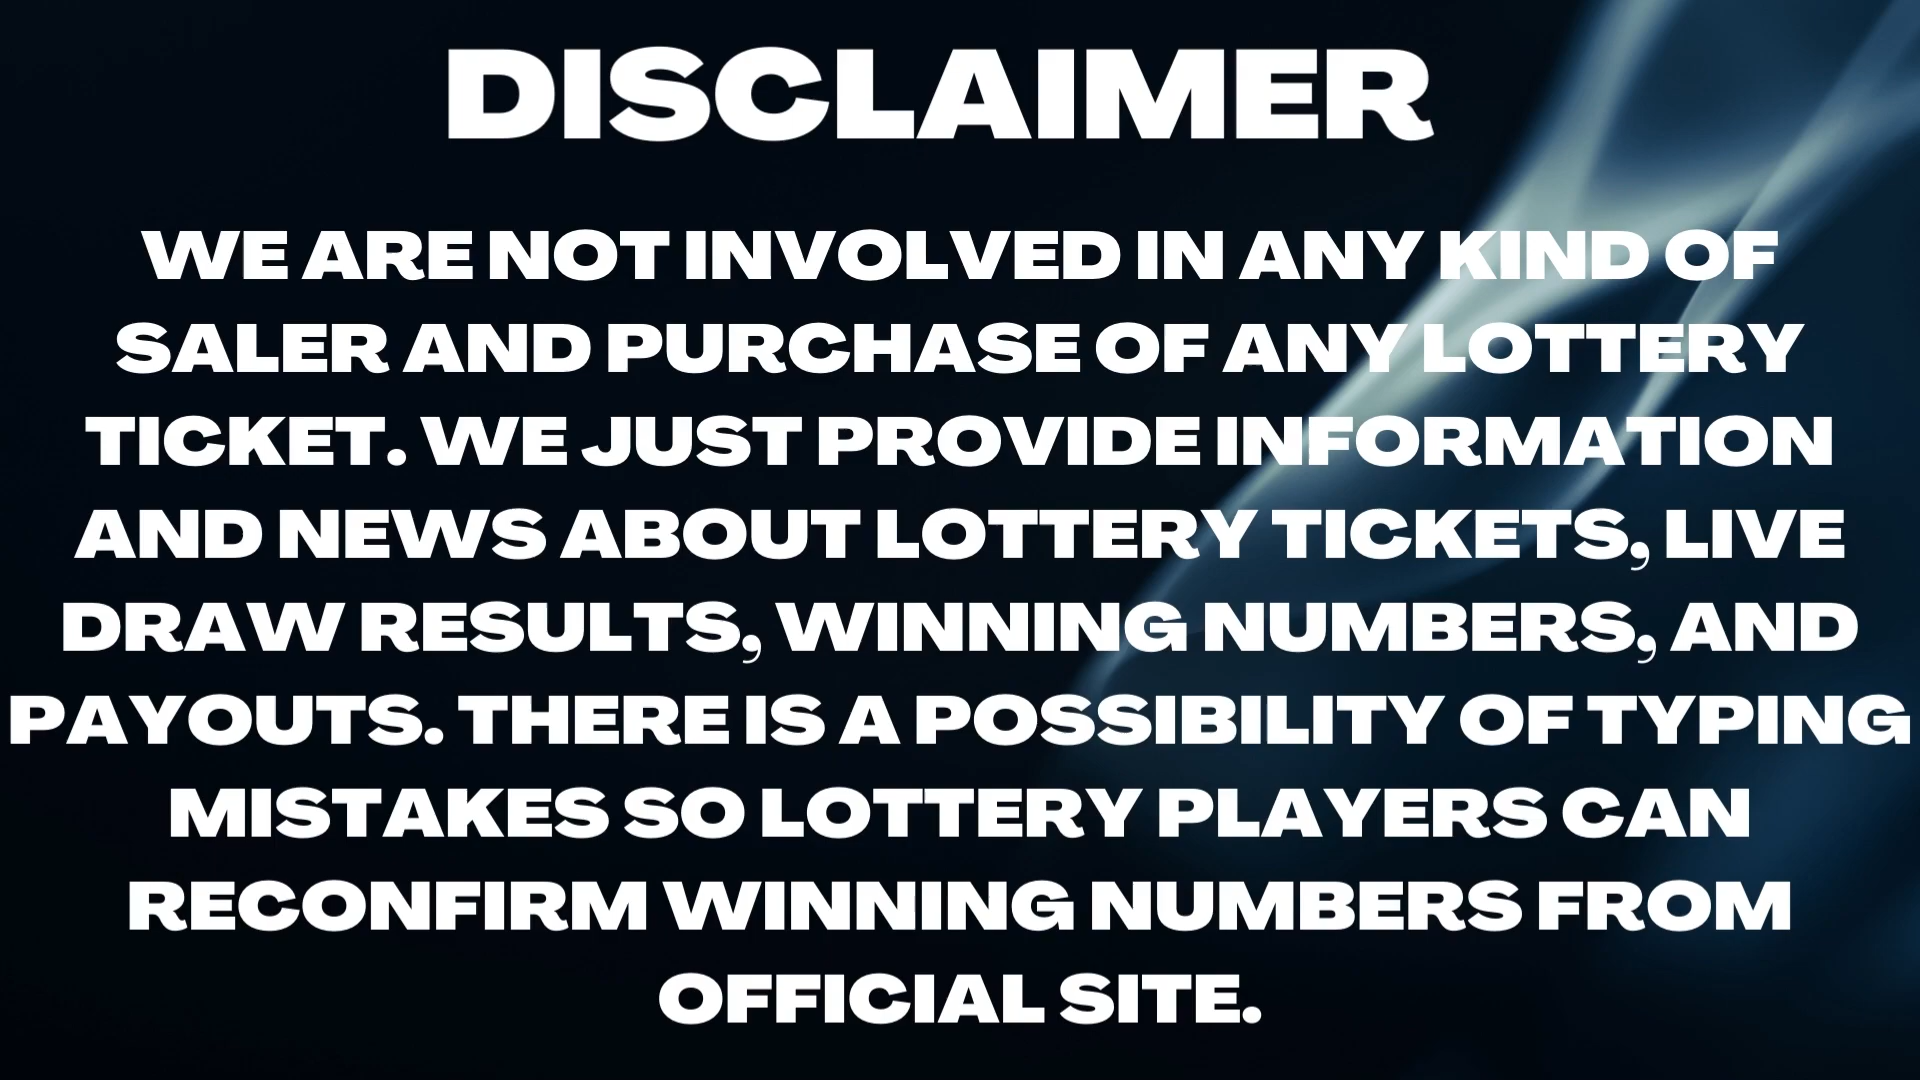 DISCLAIMER
WE ARE NOT INVOLVED IN ANY KIND OF
SALER AND PURCHASE OF ANY LOTTERY
TICKET. WE JUST PROVIDE INFORMATION
AND NEWS ABOUT LOTTERY TICKETS, LIVE
DRAW RESULTS, WINNING NUMBERS, AND
PAYOUTS. THERE IS A POSSIBILITY OF TYPING
MISTAKES SO LOTTERY PLAYERS CAN
RECONFIRM WINNING NUMBERS FROM
OFFICIAL SITE.